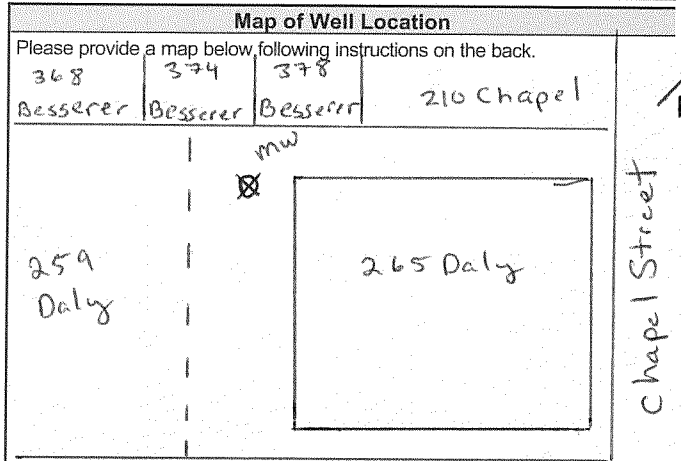 Map of Well Location
Please provide a map below following instructions on the back.
368 374 378
Besserer Besserer Besserer 210 Chapel
mw
259
Daly
265 Daly
Chapel Street